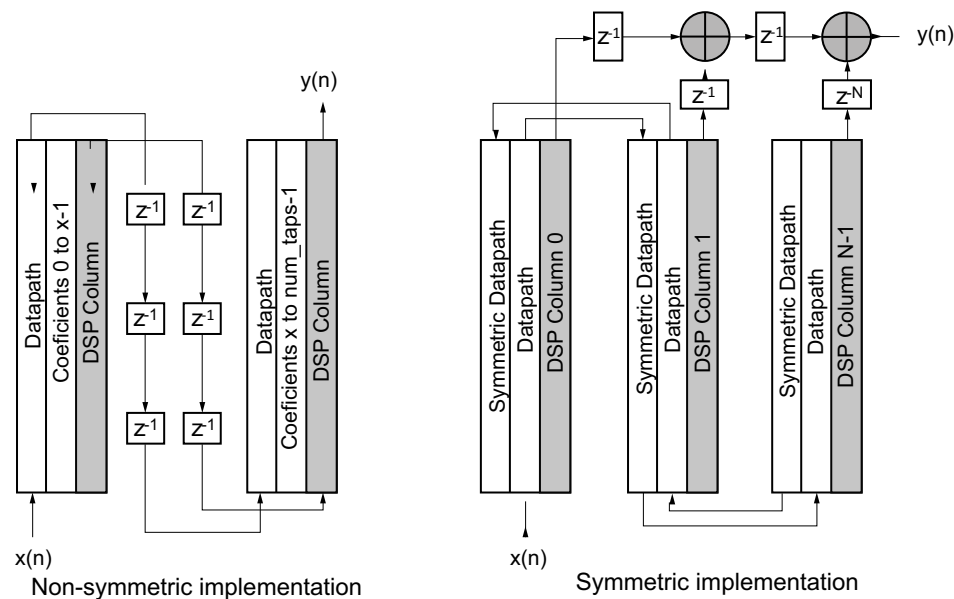 z-1
z-1
y(n)
y(n)
z-1
z-N
Datapath
Coeficients 0 to x-1
DSP Column
z-1
z-1
z-1
z-1
z-1
z-1
Datapath
Coeficients x to num_taps-1
DSP Column
Symmetric Datapath
Datapath
DSP Column 0
Symmetric Datapath
Datapath
DSP Column 1
Symmetric Datapath
Datapath
DSP Column N-1
x(n)
x(n)
Non-symmetric implementation
Symmetric implementation